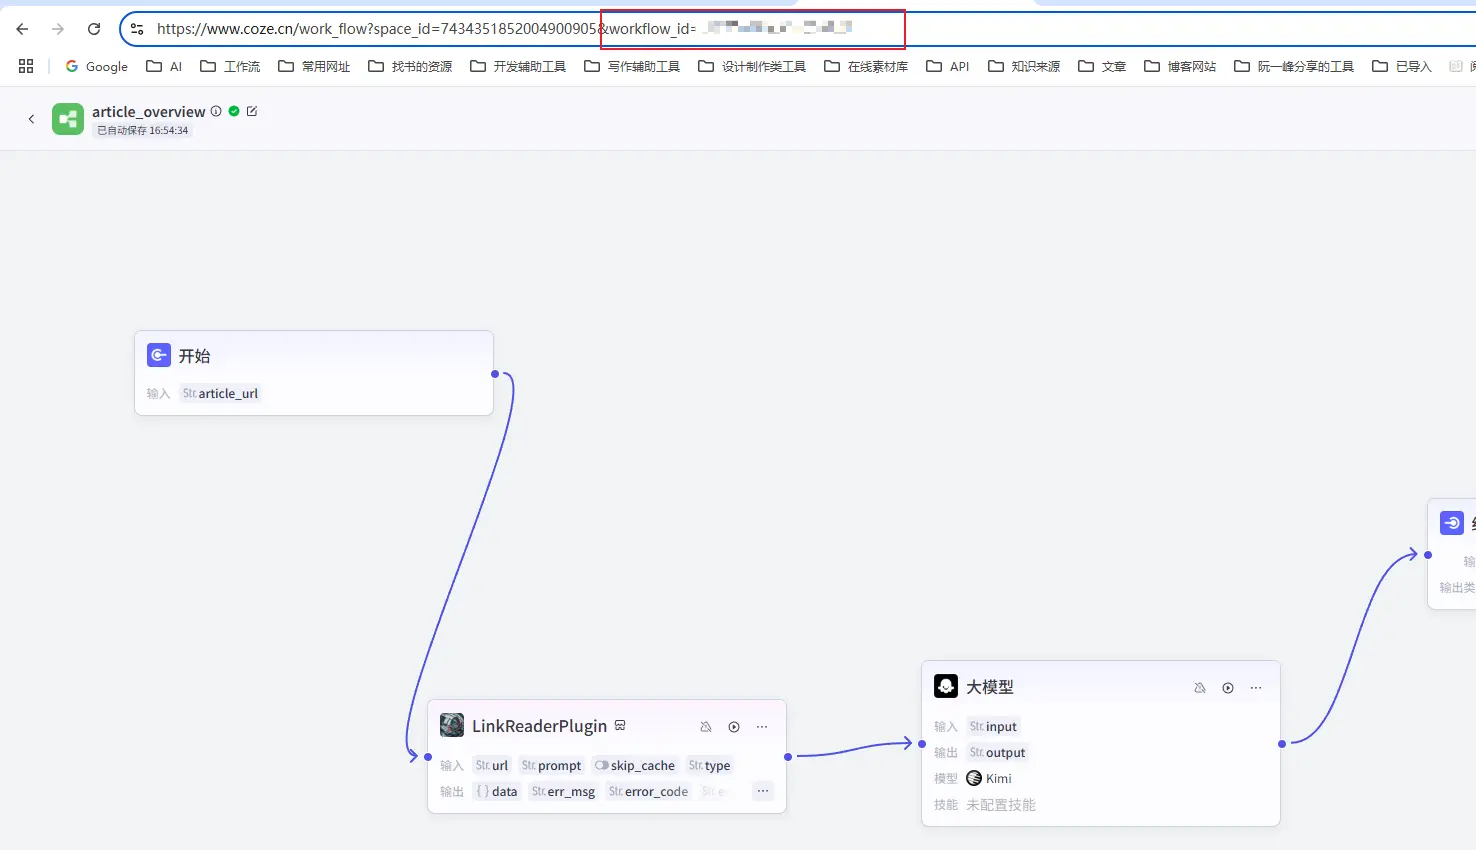 https://www.coze.cn/work_flow?space_id=7434351852004900905&workflow_id=
Google AI 工作流 常用网址 找书的资源 开发辅助工具 写作辅助工具 设计制作类工具 在线素材库 API 知识来源 文章 博客网站 阮一峰分享的工具 已导入
article_overview
已自动保存 16:54:34
开始
输入 Str. article_url
输
输出类
大模型
输入 Str. input
输出 Str. output
模型 Kimi
技能 未配置技能
LinkReaderPlugin
输入 Str. url Str. prompt skip_cache Str. type
输出 { } data Str. err_msg Str. error_code Str. ...